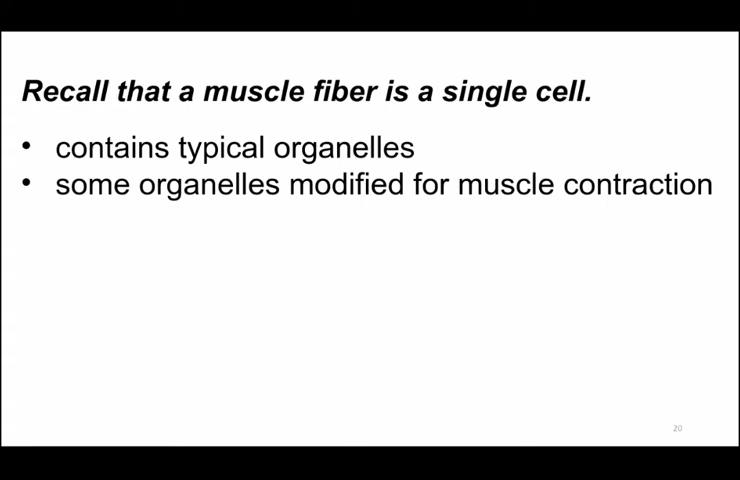 Recall that a muscle fiber is a single cell.
• contains typical organelles
• some organelles modified for muscle contraction
20